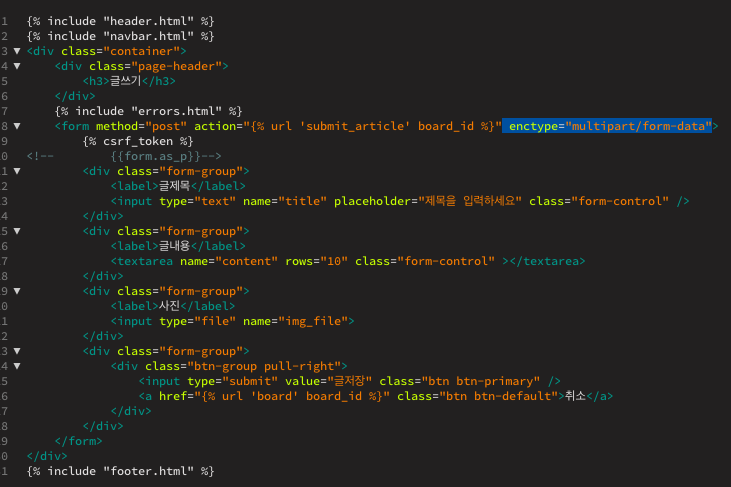 1 {% include "header.html" %}
2 {% include "navbar.html" %}
3 ▼ <div class="container">
4 ▼ <div class="page-header">
5 <h3>글쓰기</h3>
6 </div>
7 {% include "errors.html" %}
8 ▼ <form method="post" action="{% url 'submit_article' board_id %}" enctype="multipart/form-data">
9 {% csrf_token %}
0 <!-- {{form.as_p}}-->
1 ▼ <div class="form-group">
2 <label>글제목</label>
3 <input type="text" name="title" placeholder="제목을 입력하세요" class="form-control" />
4 </div>
5 ▼ <div class="form-group">
6 <label>글내용</label>
7 <textarea name="content" rows="10" class="form-control" ></textarea>
8 </div>
9 ▼ <div class="form-group">
0 <label>사진</label>
1 <input type="file" name="img_file">
2 </div>
3 ▼ <div class="form-group">
4 ▼ <div class="btn-group pull-right">
5 <input type="submit" value="글저장" class="btn btn-primary" />
6 <a href="{% url 'board' board_id %}" class="btn btn-default">취소</a>
7 </div>
8 </div>
9 </form>
0 </div>
1 {% include "footer.html" %}